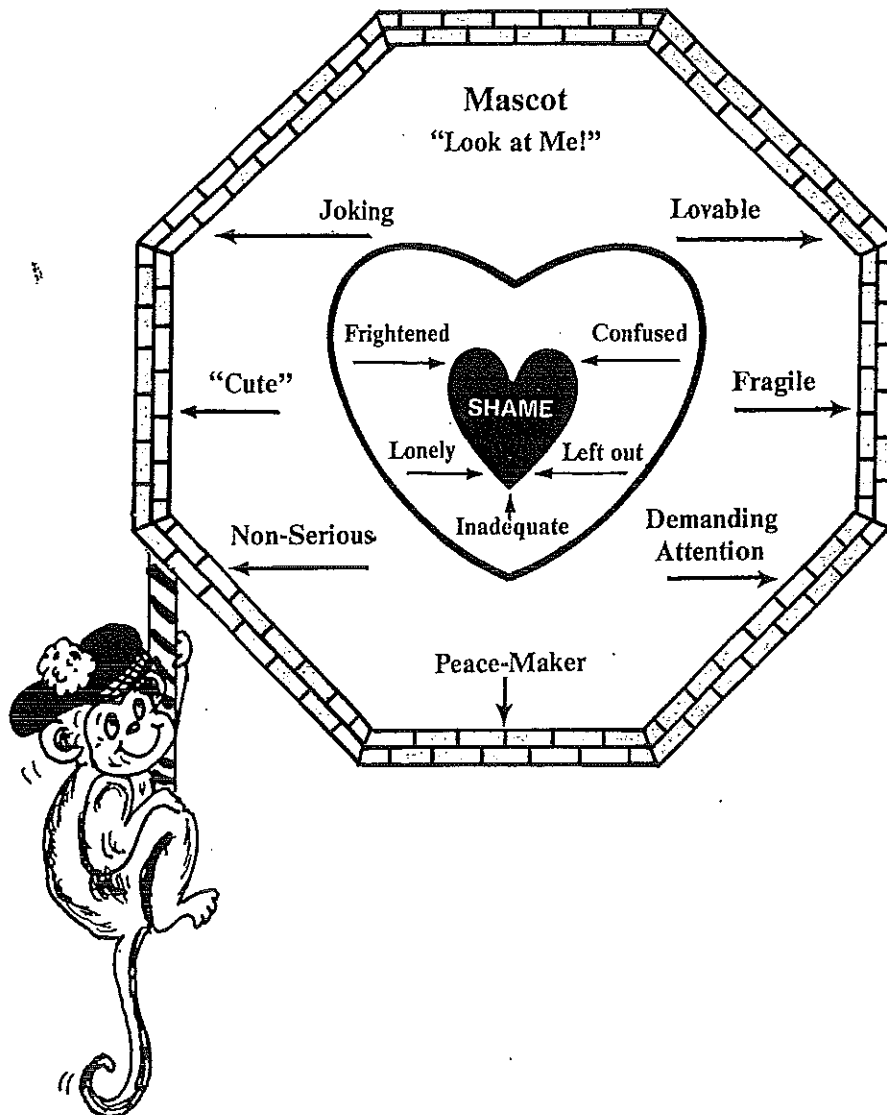 Mascot
“Look at Me!”
Joking
Lovable
Frightened
Confused
“Cute”
Fragile
SHAME
Lonely
Left out
Inadequate
Non-Serious
Demanding
Attention
Peace-Maker